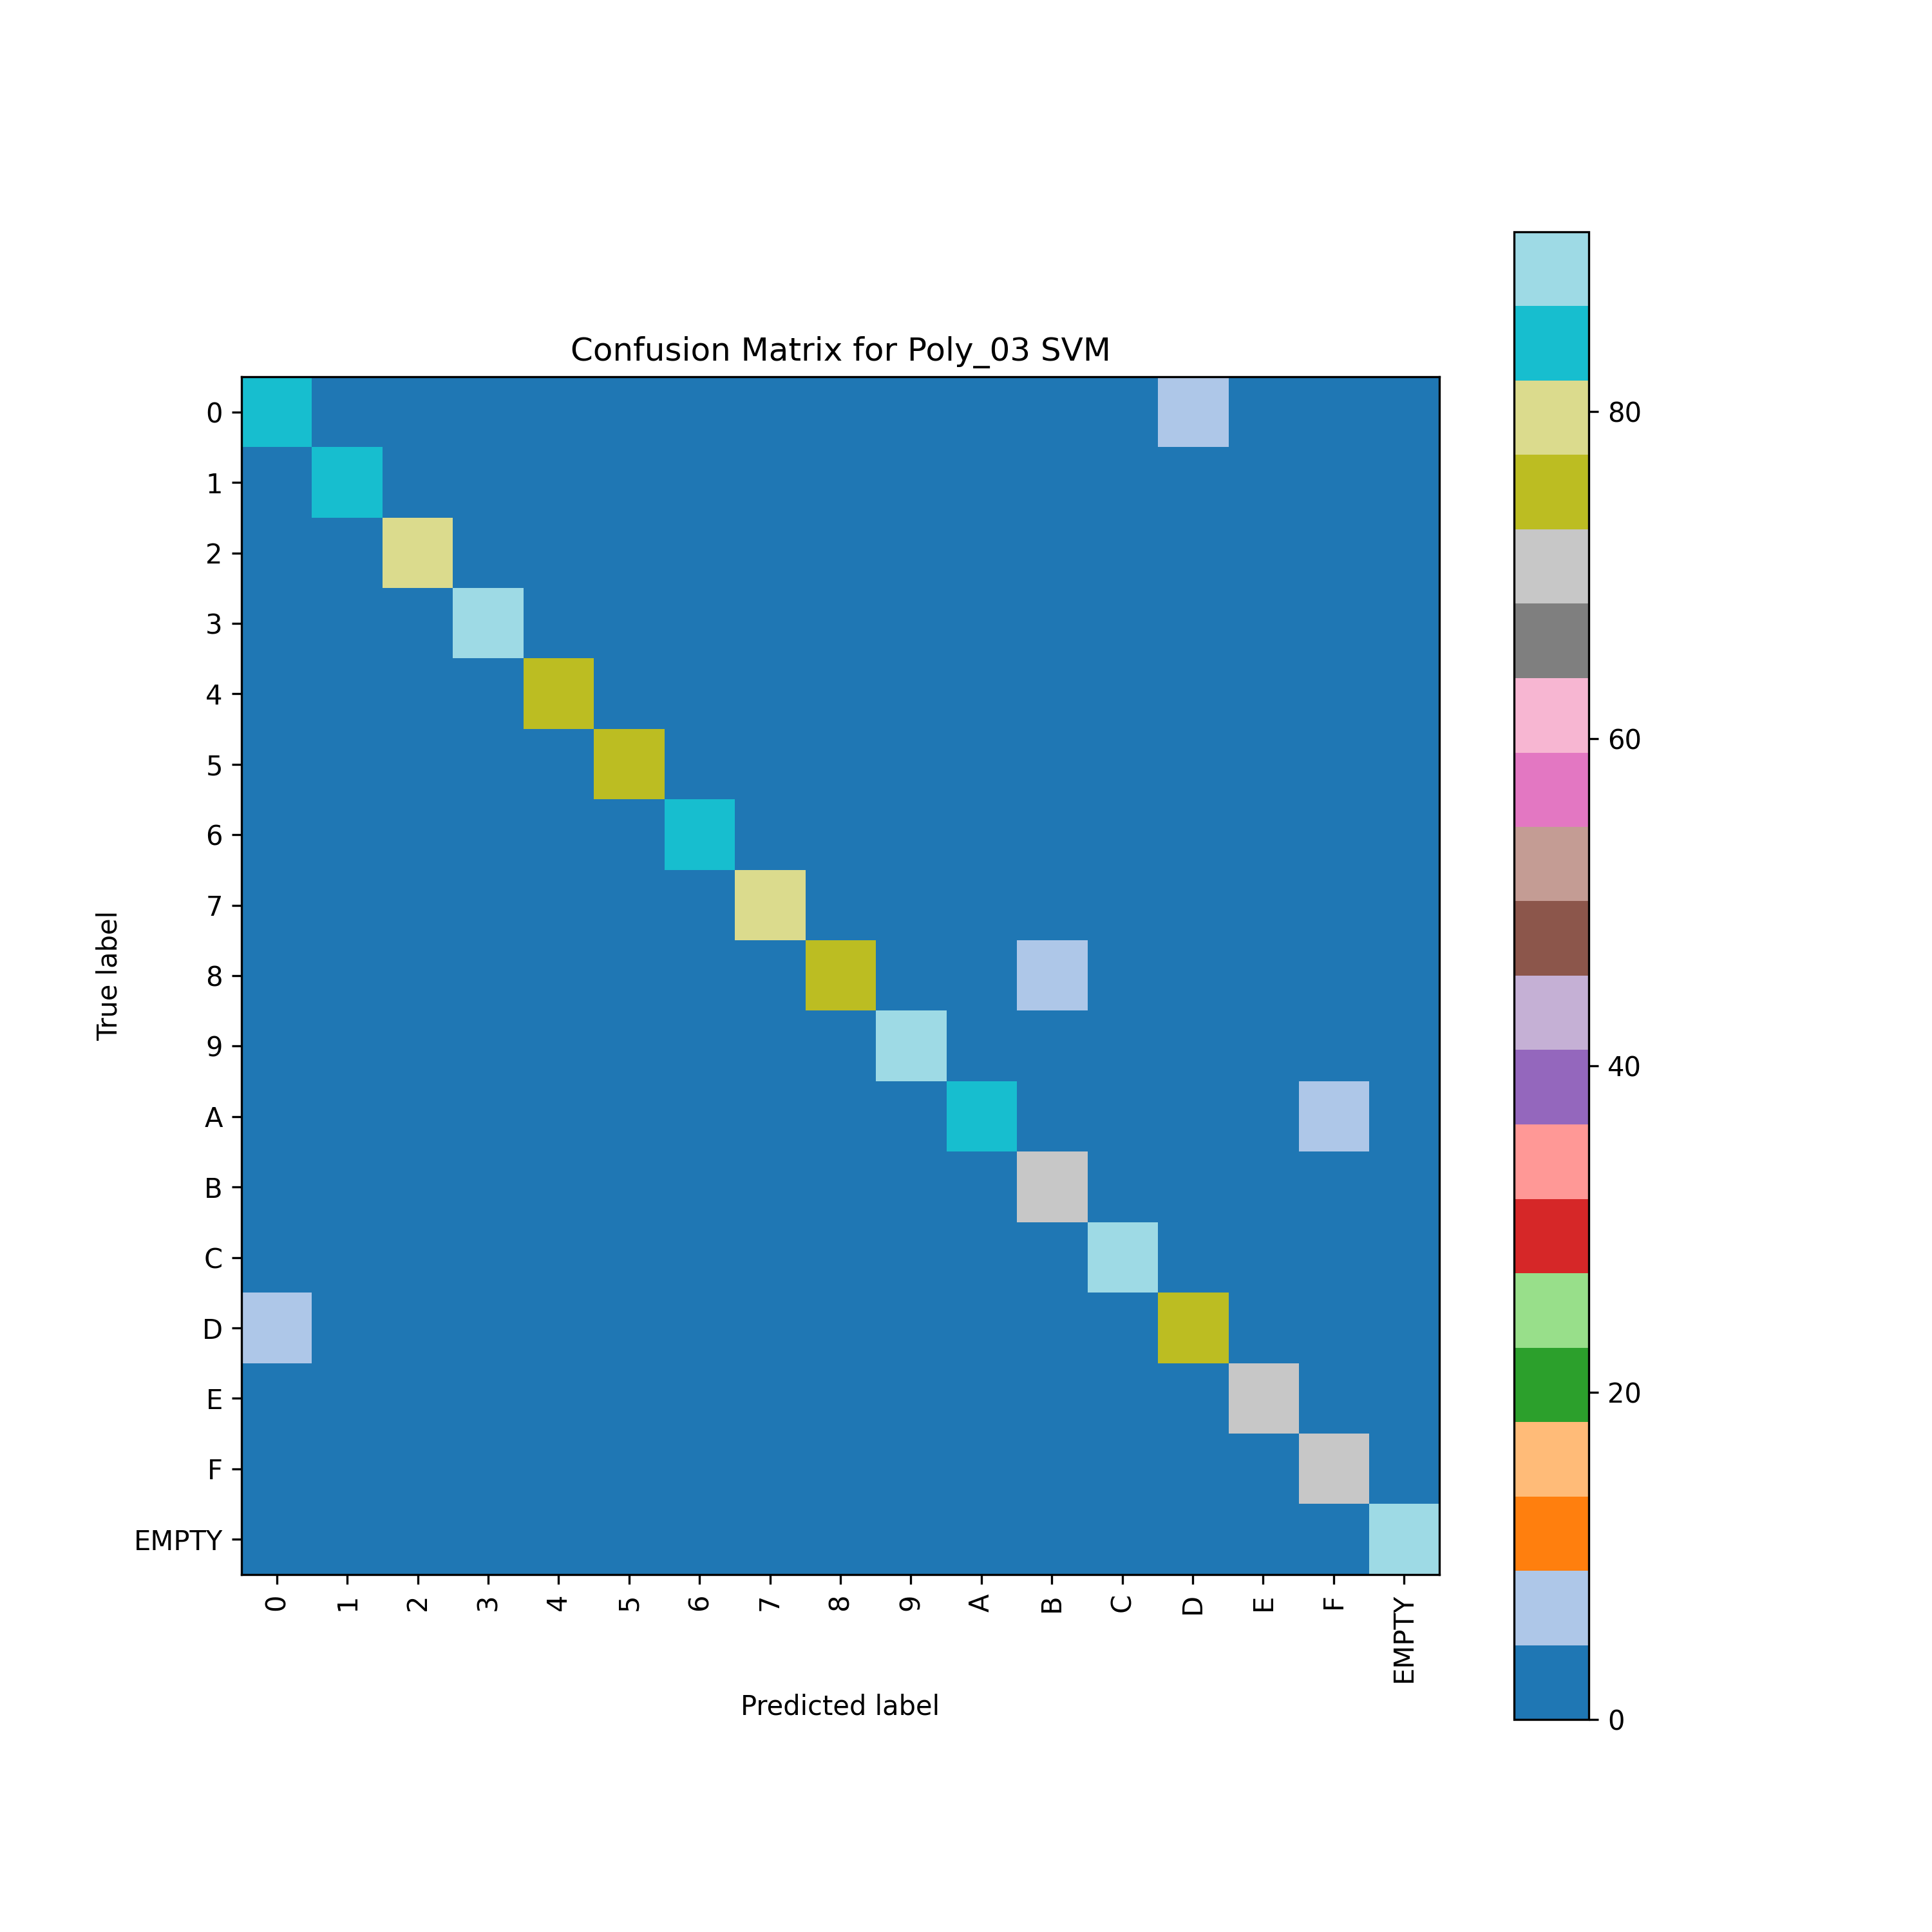 Confusion Matrix for Poly_03 SVM
0
1
2
3
4
5
6
7
8
9
A
B
C
D
E
F
EMPTY
True label
0 1 2 3 4 5 6 7 8 9 A B C D E F EMPTY
Predicted label
80
60
40
20
0